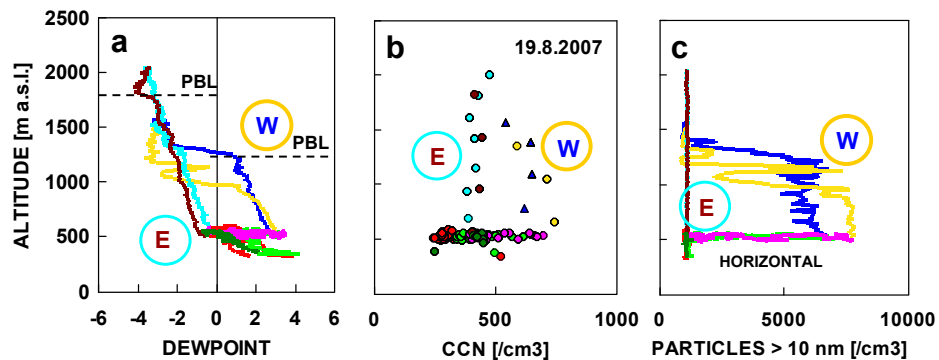 a
b
c
19.8.2007
ALTITUDE [m a.s.l.]
2500
2000
1500
1000
500
0
PBL
PBL
W
E
-6 -4 -2 0 2 4 6
DEWPOINT
E
W
0 500 1000
CCN [/cm3]
W
E
HORIZONTAL
0 5000 10000
PARTICLES > 10 nm [/cm3]